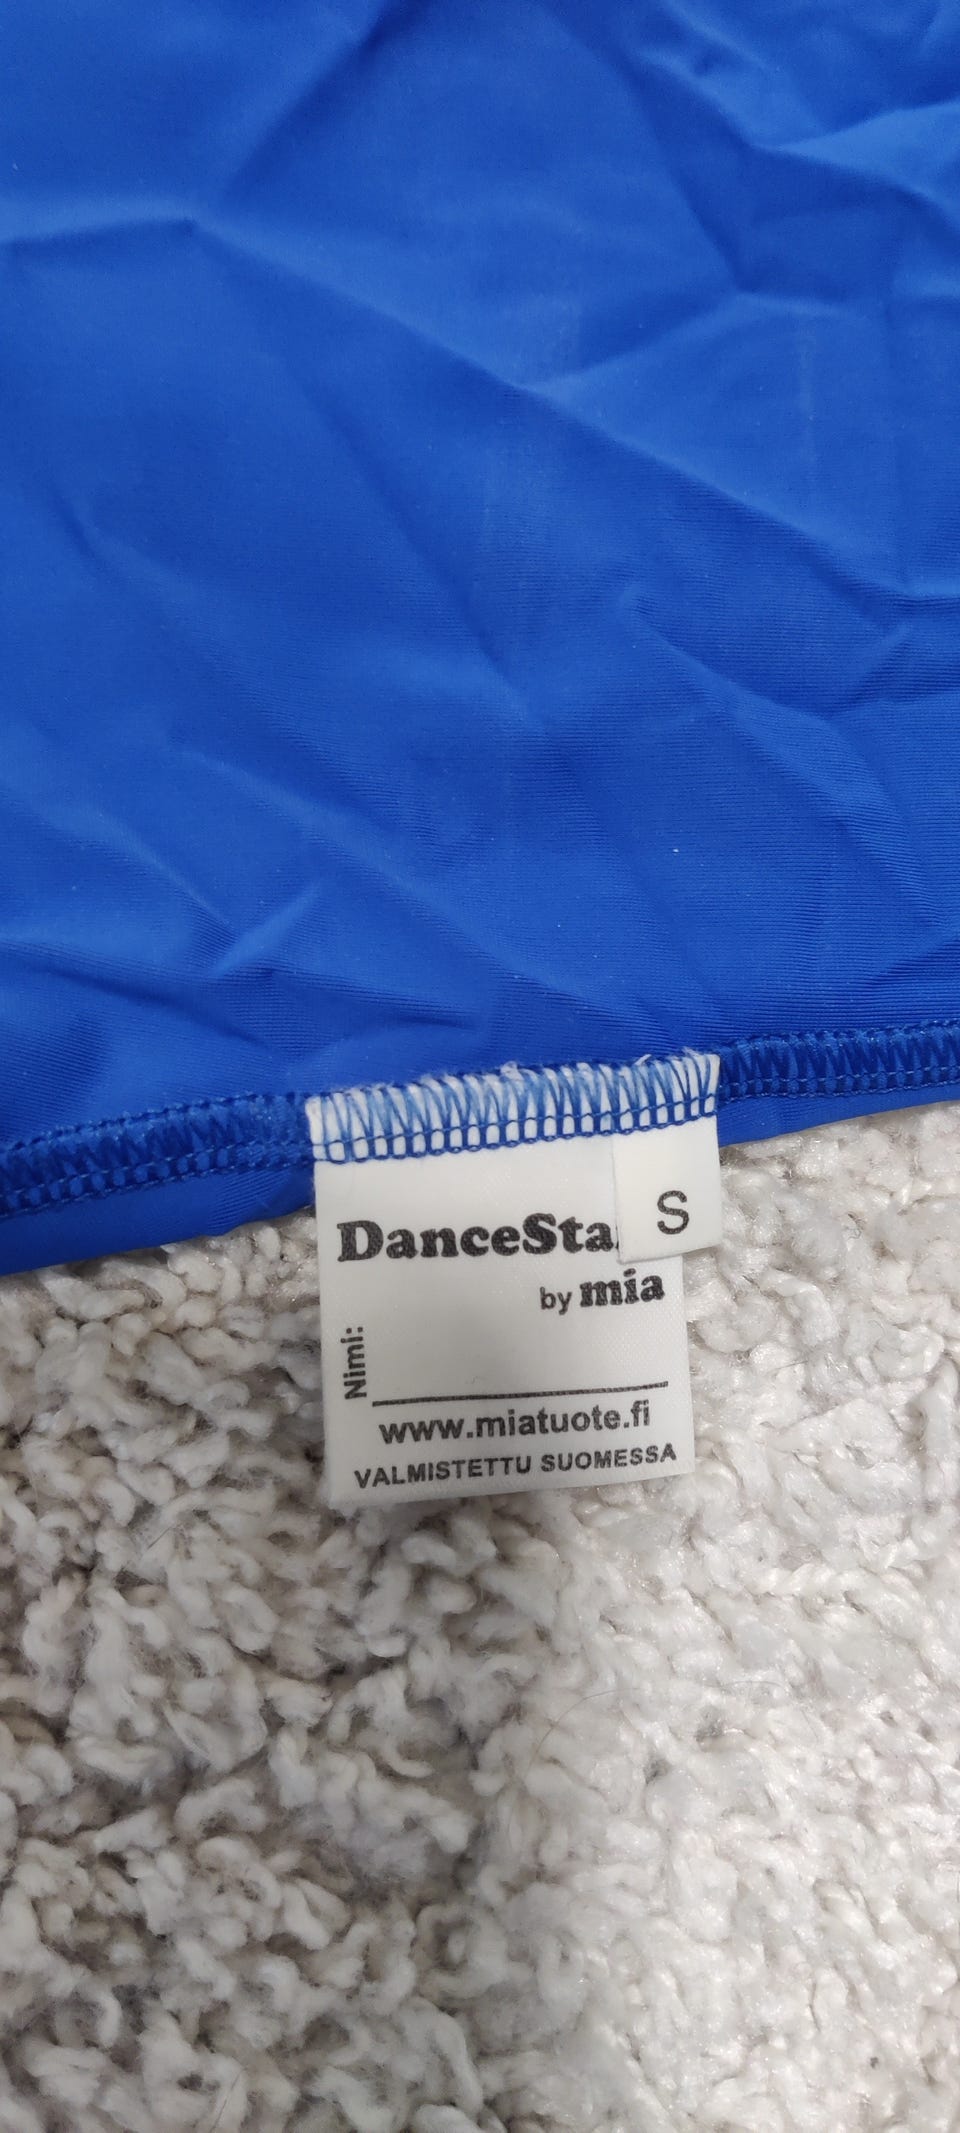 DanceSta
S
by mia
Nimi:
www.miatuote.fi
VALMISTETTU SUOMESSA